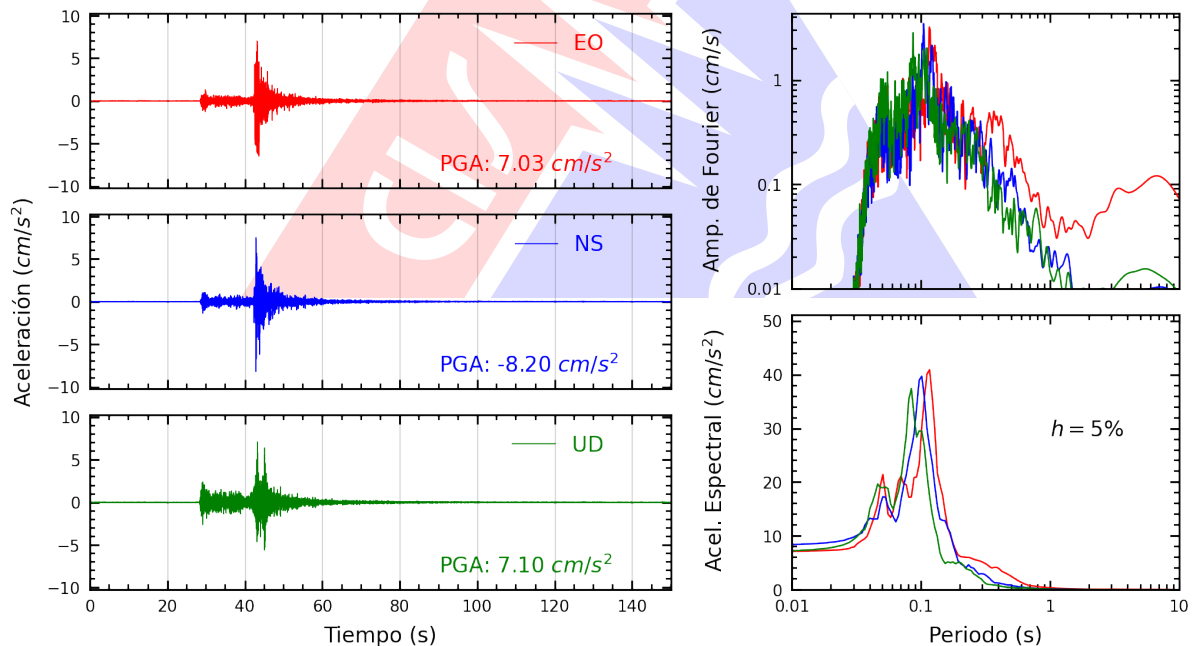 Aceleración (cm/s²)
10
5
0
−5
−10
EO
PGA: 7.03 cm/s²
10
5
0
−5
−10
NS
PGA: -8.20 cm/s²
10
5
0
−5
−10
UD
PGA: 7.10 cm/s²
0 20 40 60 80 100 120 140
Tiempo (s)
Amp. de Fourier (cm/s)
1
0.1
0.01
Acel. Espectral (cm/s²)
50
40
30
20
10
0
h = 5%
0.01 0.1 1 10
Periodo (s)